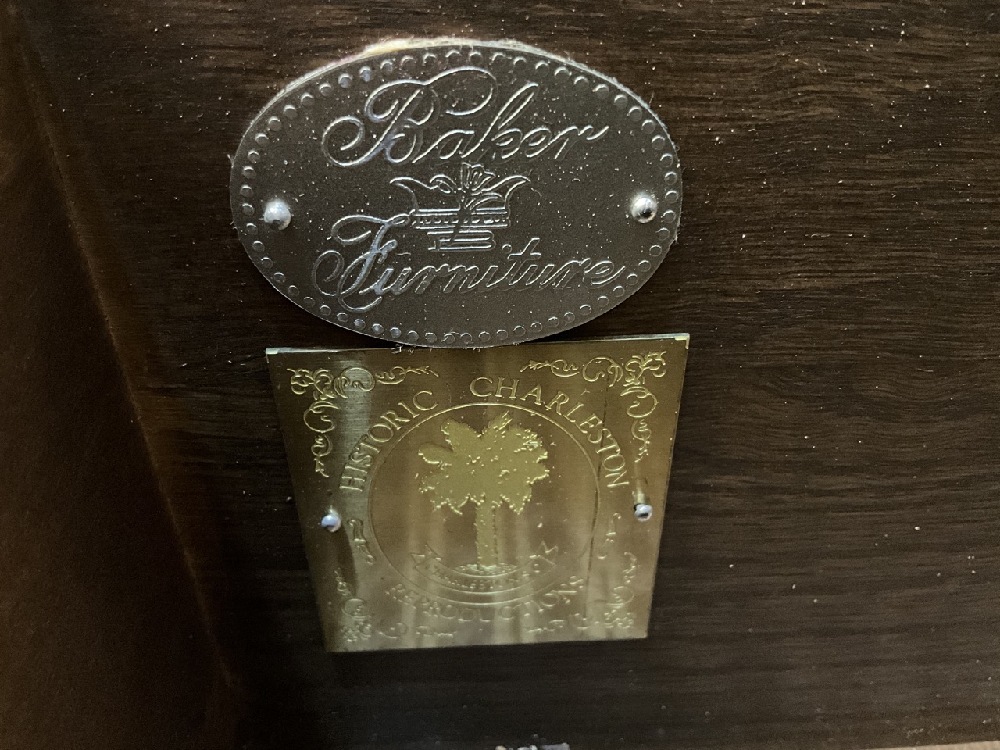 Baker
Furniture
HISTORIC CHARLESTON
REPRODUCTIONS